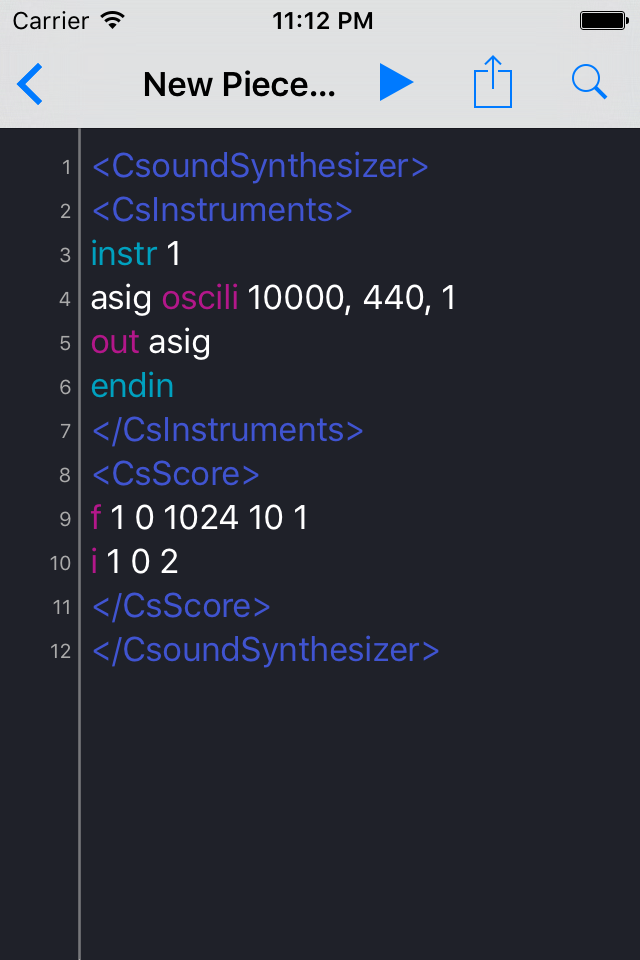 Carrier 11:12 PM
New Piece...
1 <CsoundSynthesizer>
2 <CsInstruments>
3 instr 1
4 asig oscili 10000, 440, 1
5 out asig
6 endin
7 </CsInstruments>
8 <CsScore>
9 f 1 0 1024 10 1
10 i 1 0 2
11 </CsScore>
12 </CsoundSynthesizer>